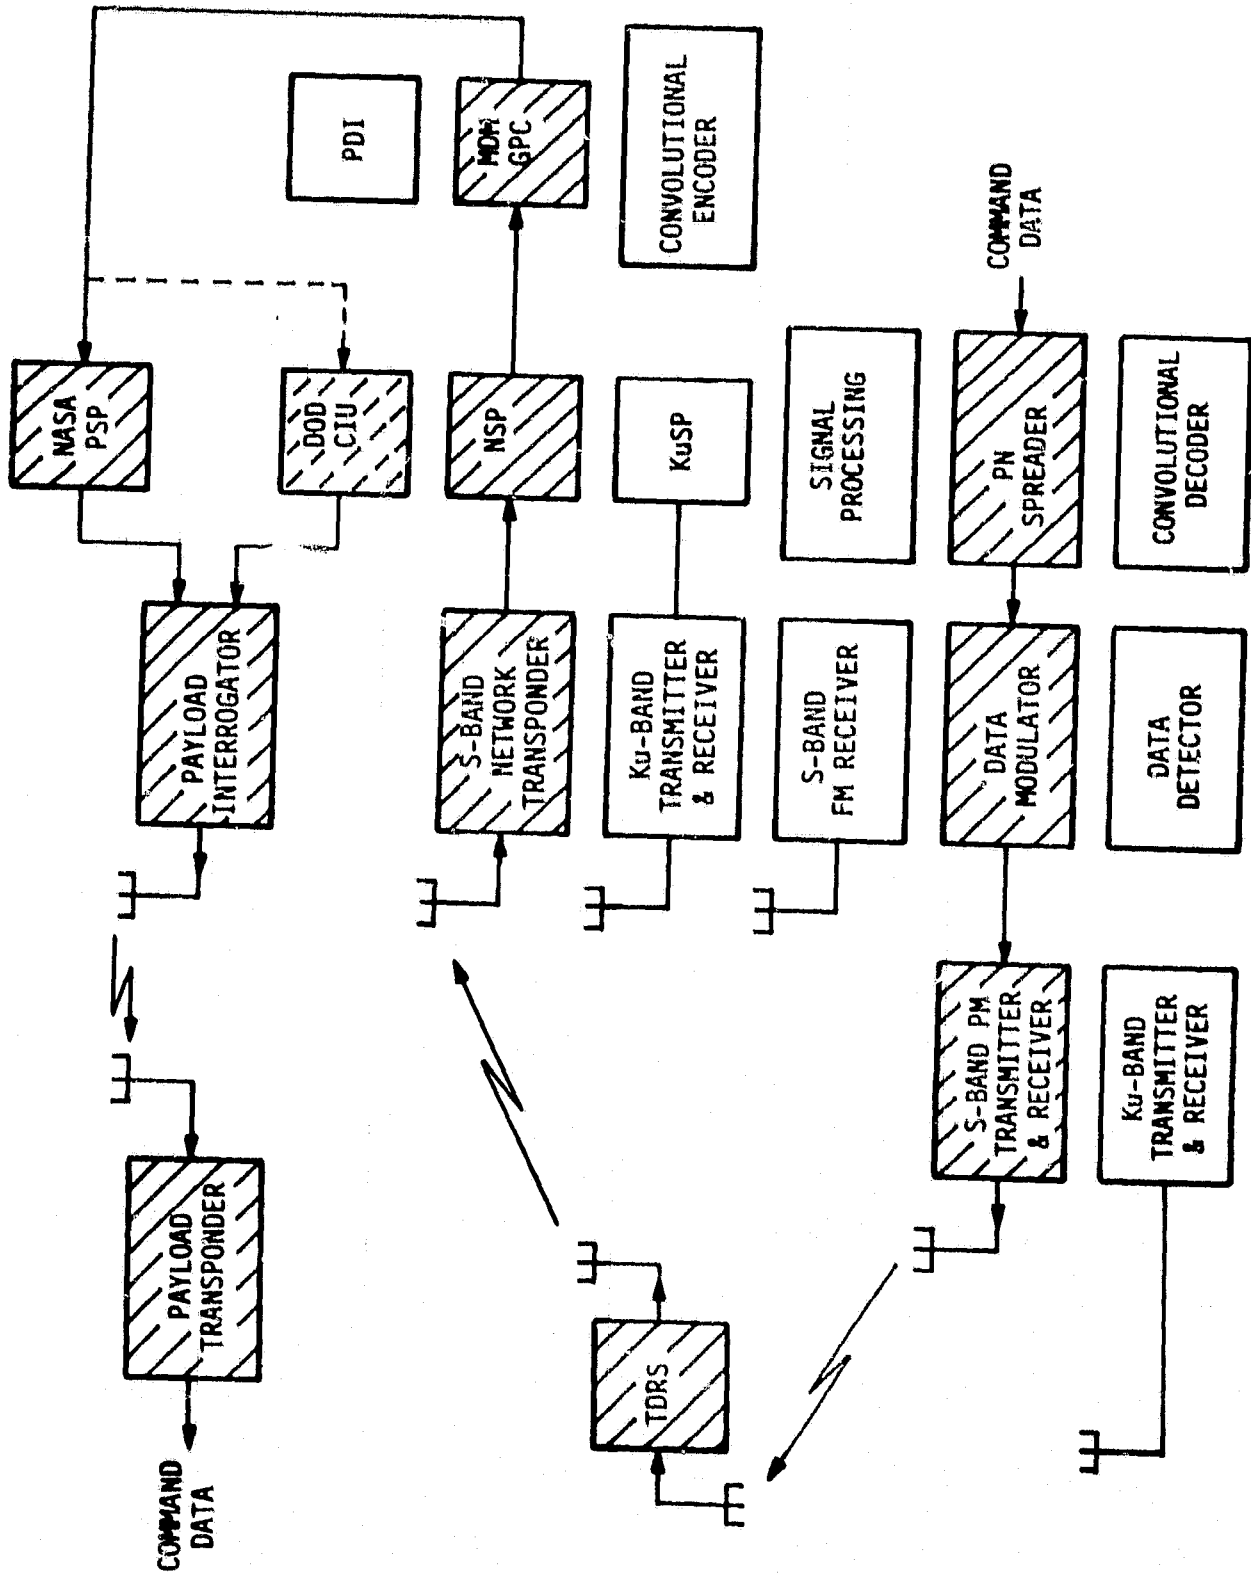 COMMAND
DATA
PAYLOAD
TRANSPONDER
PAYLOAD
INTERROGATOR
NASA
PSP
DOD
CIU
PDI
TDRS
S-BAND
NETWORK
TRANSPONDER
NSP
MDM
GPC
Ku-BAND
TRANSMITTER
& RECEIVER
KuSP
CONVOLUTIONAL
ENCODER
S-BAND
FM RECEIVER
SIGNAL
PROCESSING
S-BAND PM
TRANSMITTER
& RECEIVER
DATA
MODULATOR
PN
SPREADER
COMMAND
DATA
Ku-BAND
TRANSMITTER
& RECEIVER
DATA
DETECTOR
CONVOLUTIONAL
DECODER